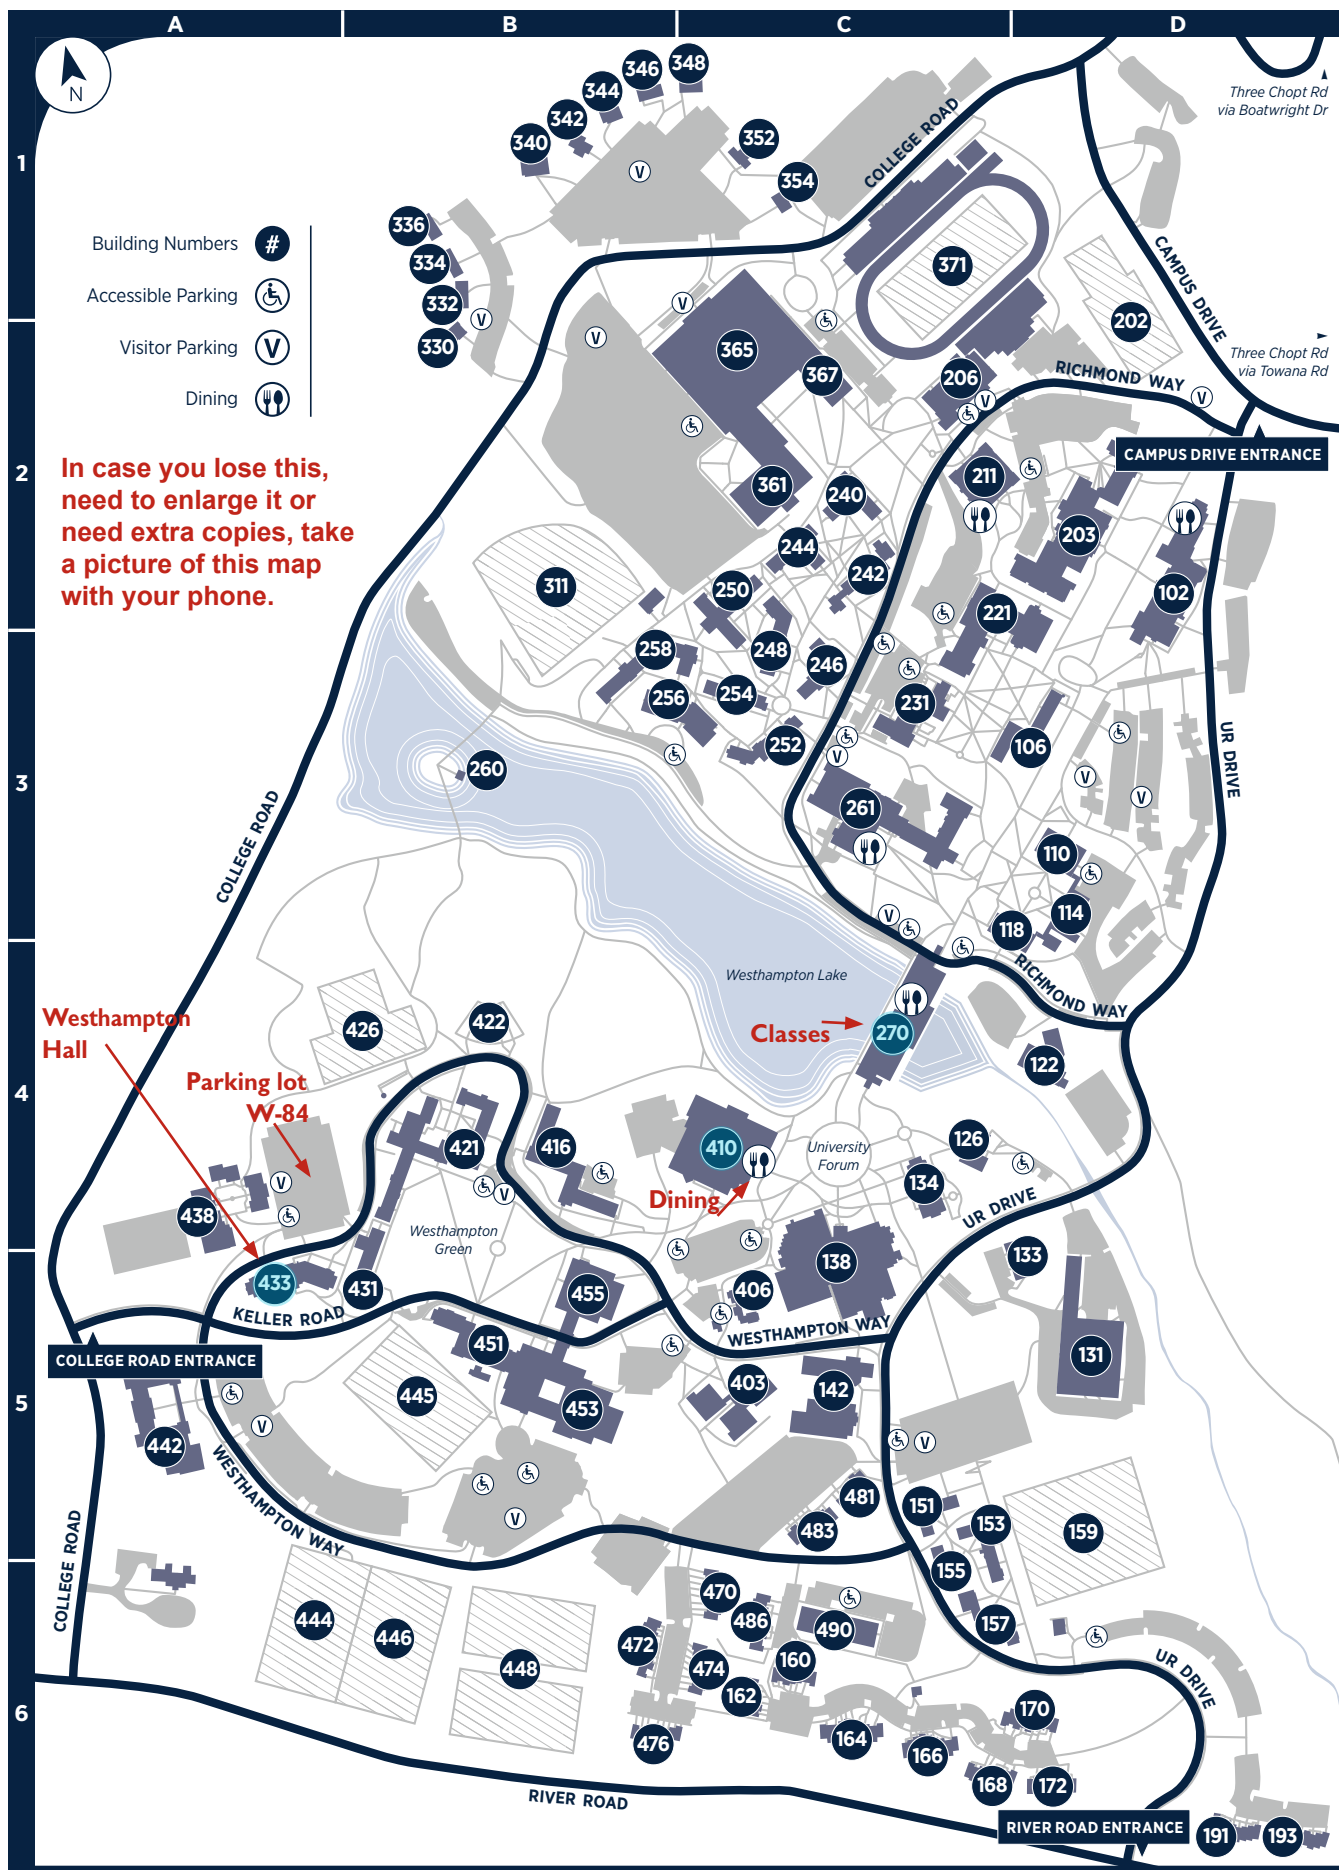 A B C D
N
1
2
3
4
5
6
Building Numbers #
Accessible Parking
Visitor Parking V
Dining
In case you lose this,
need to enlarge it or
need extra copies, take
a picture of this map
with your phone.
Three Chopt Rd
via Boatwright Dr
Three Chopt Rd
via Towana Rd
COLLEGE ROAD
CAMPUS DRIVE
RICHMOND WAY
CAMPUS DRIVE ENTRANCE
UR DRIVE
COLLEGE ROAD
346 348
344
342
340
352
354
336
334
332
330
V
V
V
V
371
202
365
367
206
V
V
361
240
211
203
244
242
102
311
250
221
258
248
246
256
254
231
252
106
260
V
V
V
261
110
114
118
V
Westhampton Lake
RICHMOND WAY
Westhampton
Hall
Classes
270
426
422
122
Parking lot
W-84
421
416
410
University
Forum
126
134
Dining
UR DRIVE
V
V
438
Westhampton
Green
138
133
433
431
455
406
KELLER ROAD
WESTHAMPTON WAY
COLLEGE ROAD ENTRANCE
451
131
445
453
403
142
442
V
V
V
WESTHAMPTON WAY
COLLEGE ROAD
481
483
151
153
159
155
157
444
446
448
470
486
490
472
474
160
162
476
164
166
168
170
172
UR DRIVE
RIVER ROAD
RIVER ROAD ENTRANCE
191
193